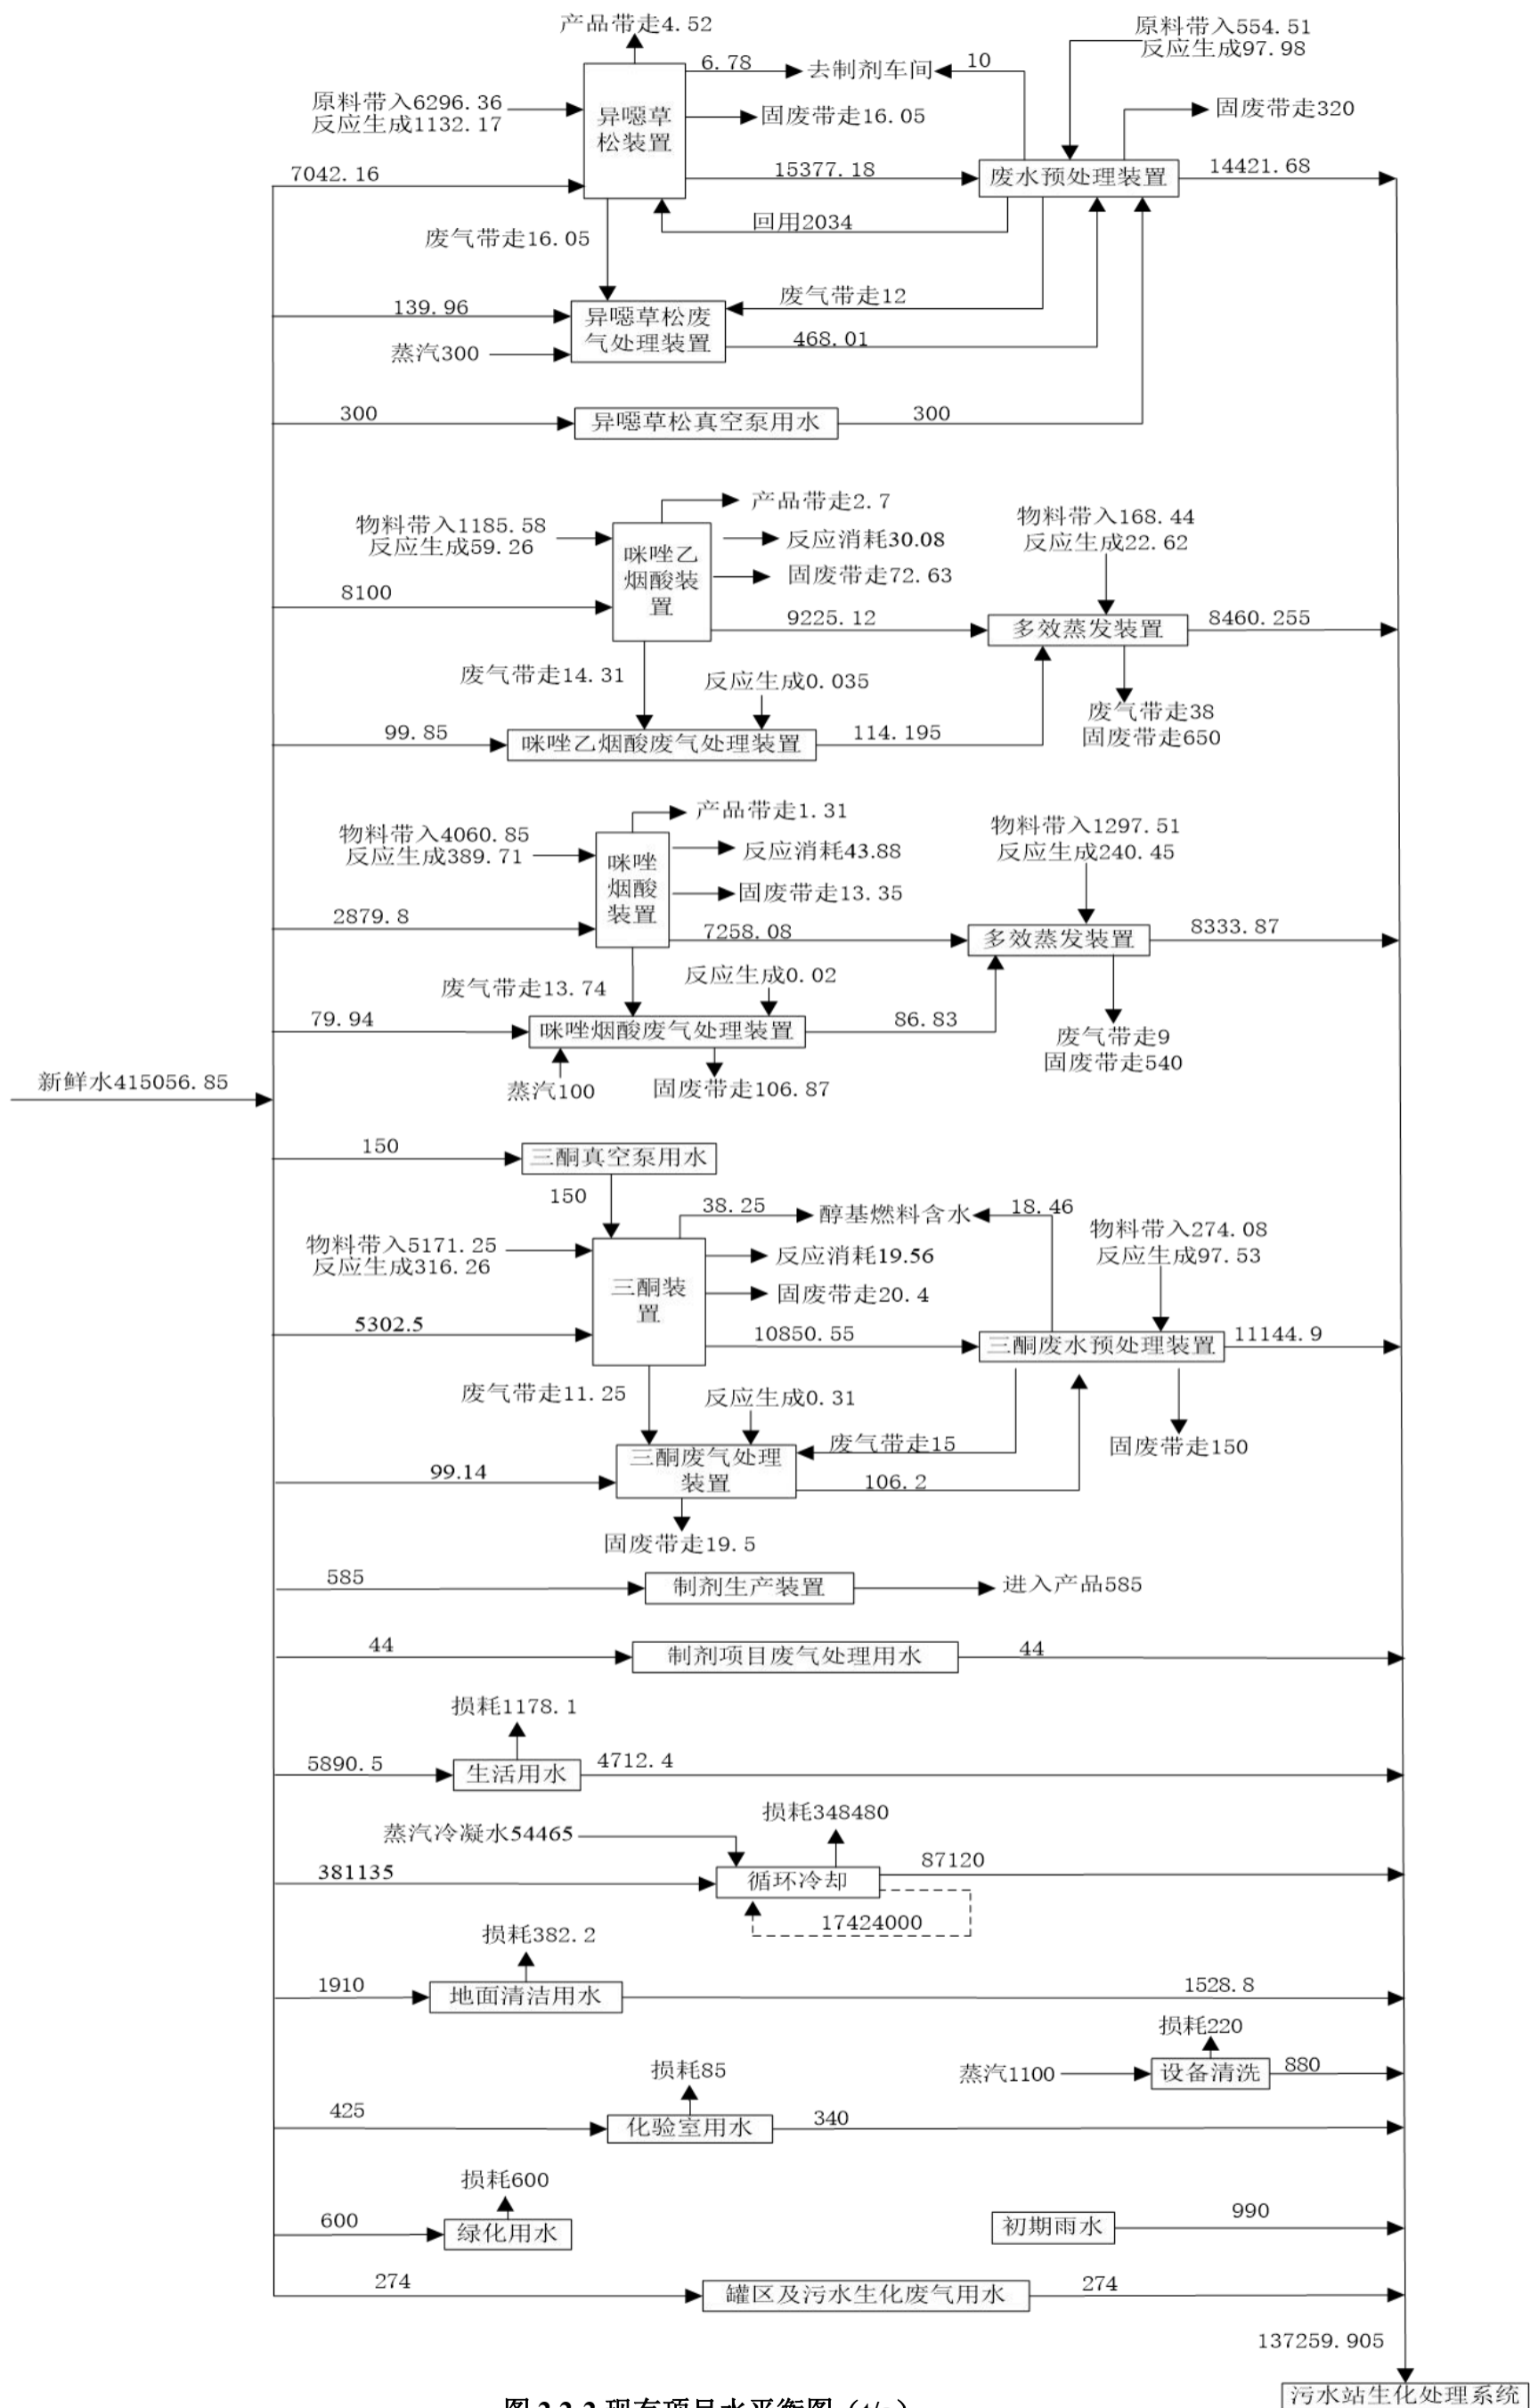 产品带走4.52
原料带入554.51
反应生成97.98
6.78
去制剂车间
10
原料带入6296.36
反应生成1132.17
异噁草
松装置
固废带走16.05
固废带走320
7042.16
15377.18
废水预处理装置
14421.68
回用2034
废气带走16.05
139.96
异噁草松废
气处理装置
废气带走12
蒸汽300
468.01
300
异噁草松真空泵用水
300
产品带走2.7
物料带入1185.58
反应生成59.26
咪唑乙
烟酸装
置
反应消耗30.08
固废带走72.63
物料带入168.44
反应生成22.62
8100
9225.12
多效蒸发装置
8460.255
废气带走14.31
反应生成0.035
99.85
咪唑乙烟酸废气处理装置
114.195
废气带走38
固废带走650
产品带走1.31
物料带入4060.85
反应生成389.71
咪唑
烟酸
装置
反应消耗43.88
固废带走13.35
物料带入1297.51
反应生成240.45
2879.8
7258.08
多效蒸发装置
8333.87
废气带走13.74
反应生成0.02
79.94
咪唑烟酸废气处理装置
86.83
废气带走9
固废带走540
蒸汽100
固废带走106.87
新鲜水415056.85
150
三酮真空泵用水
150
38.25
醇基燃料含水
18.46
物料带入5171.25
反应生成316.26
三酮装
置
反应消耗19.56
固废带走20.4
物料带入274.08
反应生成97.53
5302.5
10850.55
三酮废水预处理装置
11144.9
废气带走11.25
反应生成0.31
废气带走15
固废带走150
99.14
三酮废气处理
装置
106.2
固废带走19.5
585
制剂生产装置
进入产品585
44
制剂项目废气处理用水
44
损耗1178.1
5890.5
生活用水
4712.4
损耗348480
蒸汽冷凝水54465
381135
循环冷却
87120
17424000
损耗382.2
1910
地面清洁用水
1528.8
损耗220
蒸汽1100
设备清洗
880
损耗85
425
化验室用水
340
损耗600
600
绿化用水
初期雨水
990
274
罐区及污水生化废气用水
274
137259.905
污水站生化处理系统